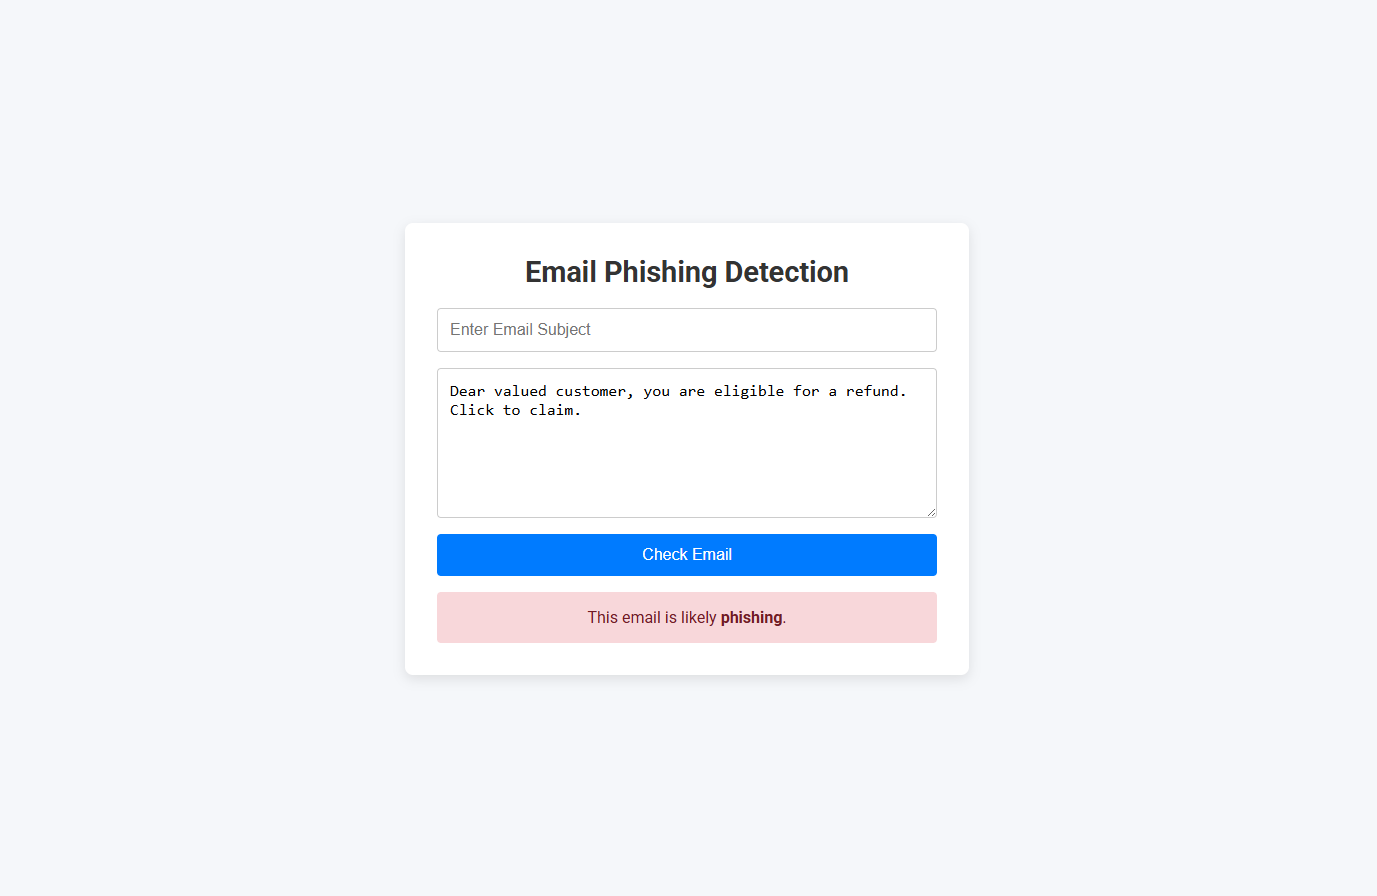 Email Phishing Detection
Enter Email Subject
Dear valued customer, you are eligible for a refund.
Click to claim.
Check Email
This email is likely phishing.